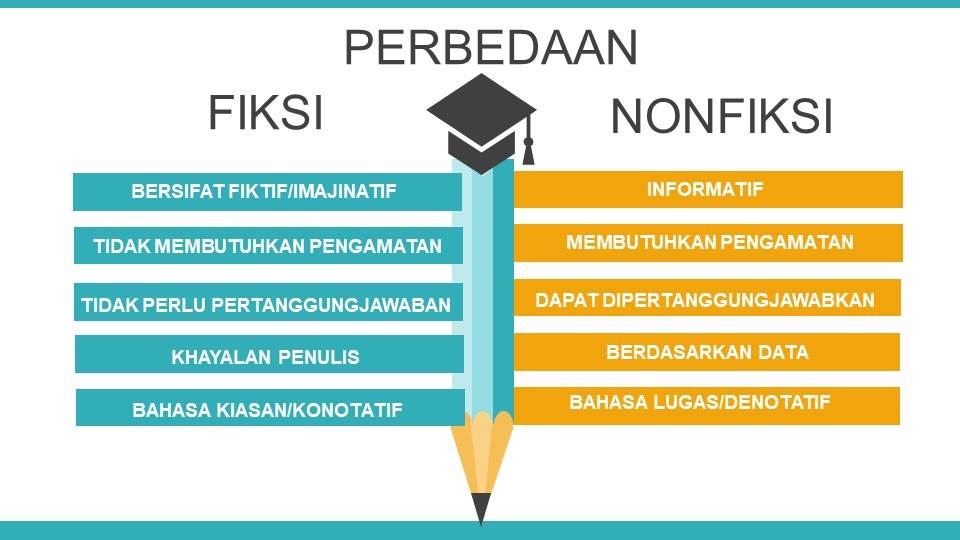 PERBEDAAN
FIKSI
NONFIKSI
BERSIFAT FIKTIF/IMAJINATIF
INFORMATIF
TIDAK MEMBUTUHKAN PENGAMATAN
MEMBUTUHKAN PENGAMATAN
TIDAK PERLU PERTANGGUNGJAWABAN
DAPAT DIPERTANGGUNGJAWABKAN
KHAYALAN PENULIS
BERDASARKAN DATA
BAHASA KIASAN/KONOTATIF
BAHASA LUGAS/DENOTATIF